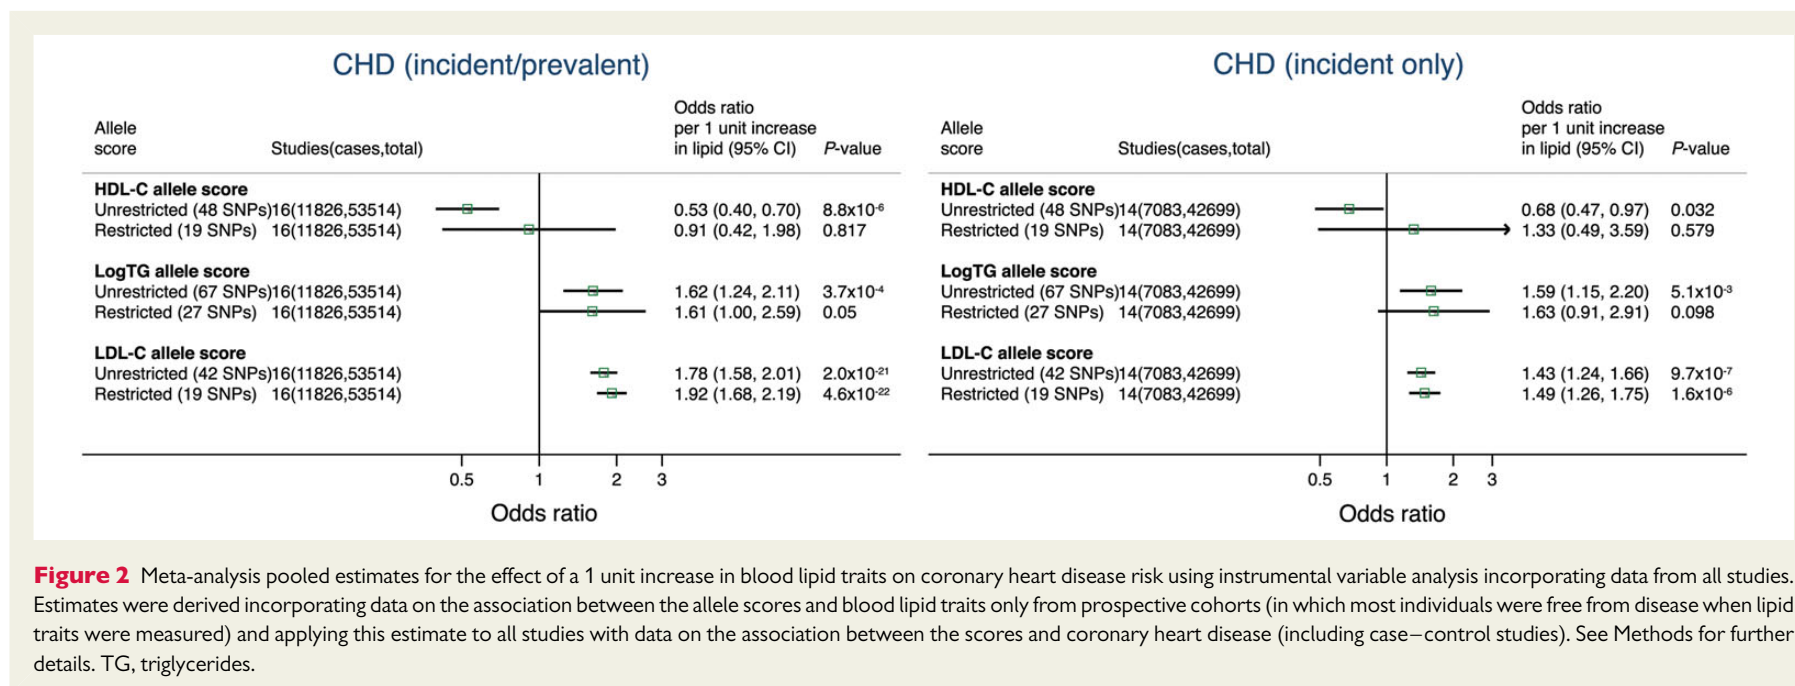 CHD (incident/prevalent)
Allele score
Studies(cases,total)
Odds ratio per 1 unit increase in lipid (95% CI)
P-value
HDL-C allele score
Unrestricted (48 SNPs)16(11826,53514) 0.53 (0.40, 0.70) 8.8x10-6
Restricted (19 SNPs) 16(11826,53514) 0.91 (0.42, 1.98) 0.817
LogTG allele score
Unrestricted (67 SNPs)16(11826,53514) 1.62 (1.24, 2.11) 3.7x10-4
Restricted (27 SNPs) 16(11826,53514) 1.61 (1.00, 2.59) 0.05
LDL-C allele score
Unrestricted (42 SNPs)16(11826,53514) 1.78 (1.58, 2.01) 2.0x10-21
Restricted (19 SNPs) 16(11826,53514) 1.92 (1.68, 2.19) 4.6x10-22
0.5 1 2 3
Odds ratio
CHD (incident only)
Allele score
Studies(cases,total)
Odds ratio per 1 unit increase in lipid (95% CI)
P-value
HDL-C allele score
Unrestricted (48 SNPs)14(7083,42699) 0.68 (0.47, 0.97) 0.032
Restricted (19 SNPs) 14(7083,42699) 1.33 (0.49, 3.59) 0.579
LogTG allele score
Unrestricted (67 SNPs)14(7083,42699) 1.59 (1.15, 2.20) 5.1x10-3
Restricted (27 SNPs) 14(7083,42699) 1.63 (0.91, 2.91) 0.098
LDL-C allele score
Unrestricted (42 SNPs)14(7083,42699) 1.43 (1.24, 1.66) 9.7x10-7
Restricted (19 SNPs) 14(7083,42699) 1.49 (1.26, 1.75) 1.6x10-6
0.5 1 2 3
Odds ratio
Figure 2 Meta-analysis pooled estimates for the effect of a 1 unit increase in blood lipid traits on coronary heart disease risk using instrumental variable analysis incorporating data from all studies.
Estimates were derived incorporating data on the association between the allele scores and blood lipid traits only from prospective cohorts (in which most individuals were free from disease when lipid
traits were measured) and applying this estimate to all studies with data on the association between the scores and coronary heart disease (including case–control studies). See Methods for further
details. TG, triglycerides.